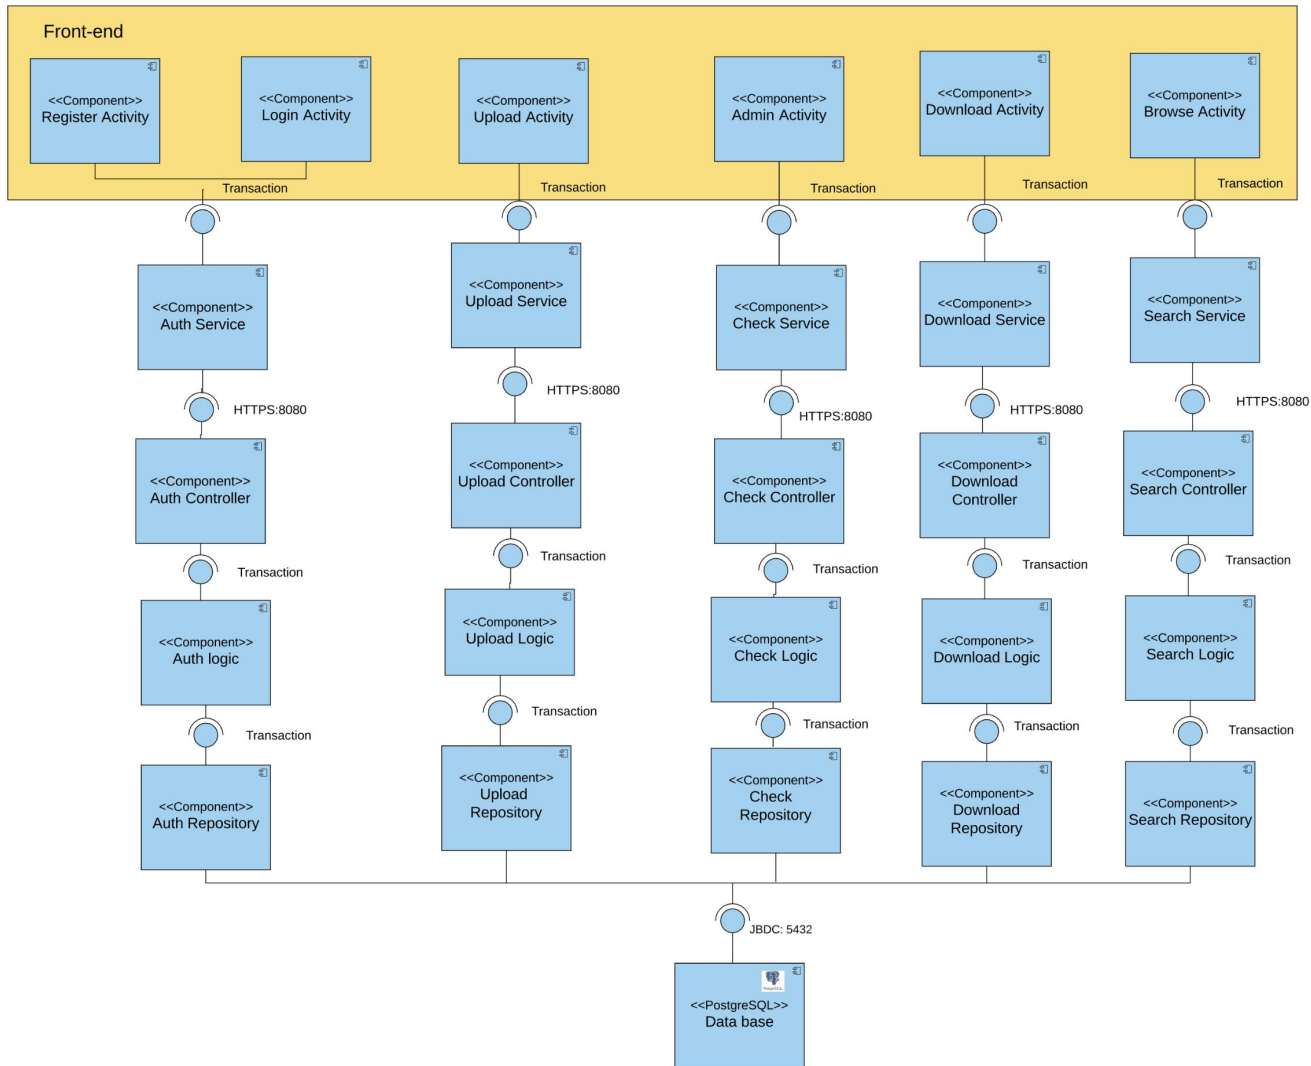 Front-end
<<Component>>
Register Activity
<<Component>>
Login Activity
<<Component>>
Upload Activity
<<Component>>
Admin Activity
<<Component>>
Download Activity
<<Component>>
Browse Activity
Transaction
Transaction
Transaction
Transaction
Transaction
<<Component>>
Auth Service
<<Component>>
Upload Service
<<Component>>
Check Service
<<Component>>
Download Service
<<Component>>
Search Service
HTTPS:8080
HTTPS:8080
HTTPS:8080
HTTPS:8080
HTTPS:8080
<<Component>>
Auth Controller
<<Component>>
Upload Controller
<<Component>>
Check Controller
<<Component>>
Download
Controller
<<Component>>
Search Controller
Transaction
Transaction
Transaction
Transaction
Transaction
<<Component>>
Auth logic
<<Component>>
Upload Logic
<<Component>>
Check Logic
<<Component>>
Download Logic
<<Component>>
Search Logic
Transaction
Transaction
Transaction
Transaction
Transaction
<<Component>>
Auth Repository
<<Component>>
Upload
Repository
<<Component>>
Check
Repository
<<Component>>
Download
Repository
<<Component>>
Search Repository
JBDC: 5432
PostgreSQL
<<PostgreSQL>>
Data base